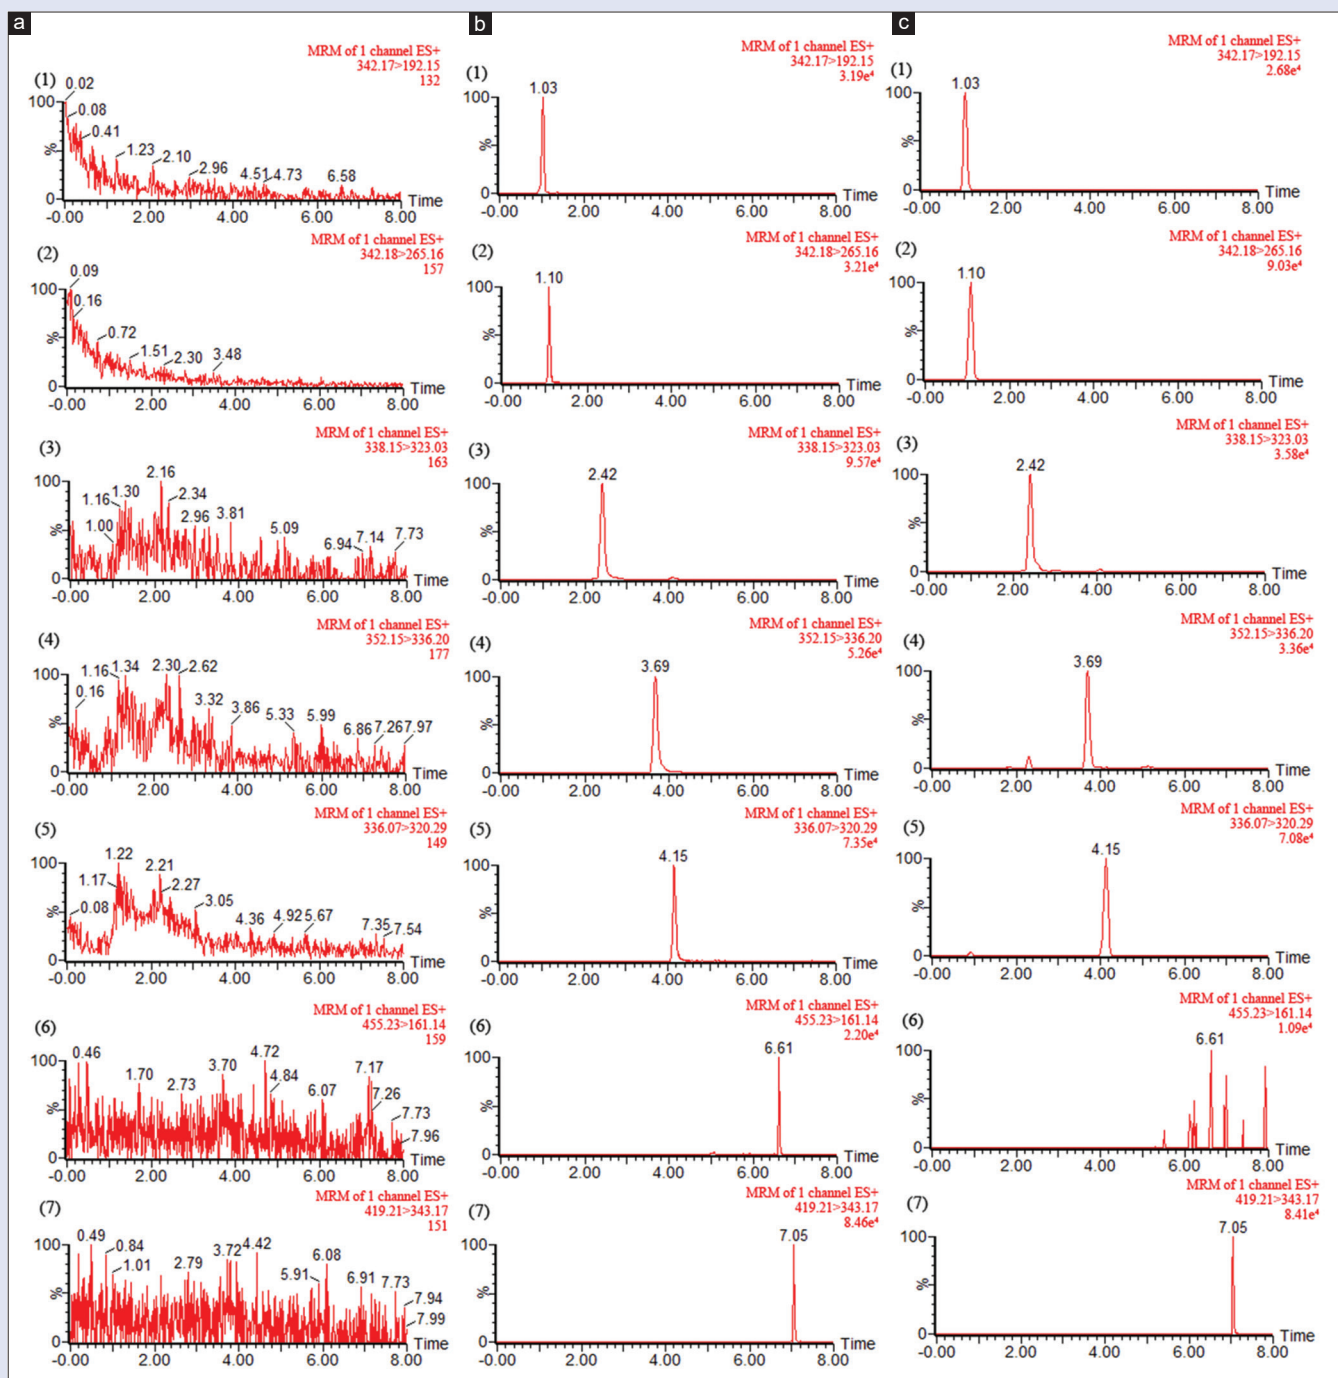 a
MRM of 1 channel ES+
342.17>192.15
132
(1)
0.02
0.08
0.41
1.23
2.10
2.96
4.51
4.73
6.58
100
%
0
-0.00 2.00 4.00 6.00 8.00 Time
MRM of 1 channel ES+
342.18>265.16
157
(2)
0.09
0.16
0.72
1.51
2.30
3.48
100
%
0
-0.00 2.00 4.00 6.00 8.00 Time
MRM of 1 channel ES+
338.15>323.03
163
(3)
2.16
1.16 1.30
2.34
1.00
2.96 3.81
5.09
6.94 7.14 7.73
100
%
0
-0.00 2.00 4.00 6.00 8.00 Time
MRM of 1 channel ES+
352.15>336.20
177
(4)
1.16 1.34 2.30 2.62
0.16
3.32
3.86
5.33 5.99
6.86 7.26 7.97
100
%
0
-0.00 2.00 4.00 6.00 8.00 Time
MRM of 1 channel ES+
336.07>320.29
149
(5)
1.22
1.17
2.21
2.27
0.08
3.05
4.36 4.92 5.67
7.35
7.54
100
%
0
-0.00 2.00 4.00 6.00 8.00 Time
MRM of 1 channel ES+
455.23>161.14
159
(6)
0.46
1.70
2.73
3.70
4.72
4.84
6.07
7.17
7.26
7.73
7.96
100
%
0
-0.00 2.00 4.00 6.00 8.00 Time
MRM of 1 channel ES+
419.21>343.17
151
(7)
0.49
0.84
1.01
2.79
3.72 4.42
5.91
6.08
6.91 7.73
7.94
7.99
100
%
0
-0.00 2.00 4.00 6.00 8.00 Time
b
MRM of 1 channel ES+
342.17>192.15
3.19e⁴
(1)
1.03
100
%
0
-0.00 2.00 4.00 6.00 8.00 Time
MRM of 1 channel ES+
342.18>265.16
3.21e⁴
(2)
1.10
100
%
0
-0.00 2.00 4.00 6.00 8.00 Time
MRM of 1 channel ES+
338.15>323.03
9.57e⁴
(3)
2.42
100
%
0
-0.00 2.00 4.00 6.00 8.00 Time
MRM of 1 channel ES+
352.15>336.20
5.26e⁴
(4)
3.69
100
%
0
-0.00 2.00 4.00 6.00 8.00 Time
MRM of 1 channel ES+
336.07>320.29
7.35e⁴
(5)
4.15
100
%
0
-0.00 2.00 4.00 6.00 8.00 Time
MRM of 1 channel ES+
455.23>161.14
2.20e⁴
(6)
6.61
100
%
0
-0.00 2.00 4.00 6.00 8.00 Time
MRM of 1 channel ES+
419.21>343.17
8.46e⁴
(7)
7.05
100
%
0
-0.00 2.00 4.00 6.00 8.00 Time
c
MRM of 1 channel ES+
342.17>192.15
2.68e⁴
(1)
1.03
100
%
0
-0.00 2.00 4.00 6.00 8.00 Time
MRM of 1 channel ES+
342.18>265.16
9.03e⁴
(2)
1.10
100
%
0
-0.00 2.00 4.00 6.00 8.00 Time
MRM of 1 channel ES+
338.15>323.03
3.58e⁴
(3)
2.42
100
%
0
-0.00 2.00 4.00 6.00 8.00 Time
MRM of 1 channel ES+
352.15>336.20
3.36e⁴
(4)
3.69
100
%
0
-0.00 2.00 4.00 6.00 8.00 Time
MRM of 1 channel ES+
336.07>320.29
7.08e⁴
(5)
4.15
100
%
0
-0.00 2.00 4.00 6.00 8.00 Time
MRM of 1 channel ES+
455.23>161.14
1.09e⁴
(6)
6.61
100
%
0
-0.00 2.00 4.00 6.00 8.00 Time
MRM of 1 channel ES+
419.21>343.17
8.41e⁴
(7)
7.05
100
%
0
-0.00 2.00 4.00 6.00 8.00 Time